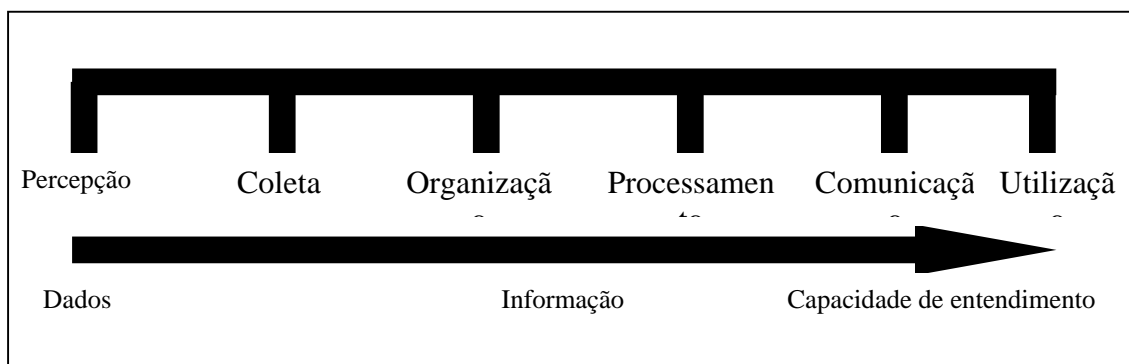 Percepção Coleta Organizaçã Processamen Comunicaçã Utilizaçã
Dados Informação Capacidade de entendimento